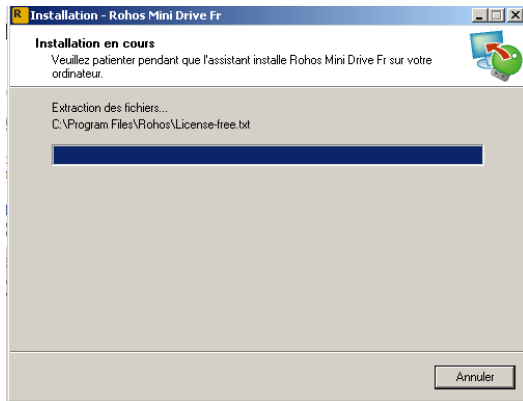 R Installation - Rohos Mini Drive Fr
Installation en cours
Veuillez patienter pendant que l'assistant installe Rohos Mini Drive Fr sur votre
ordinateur.
Extraction des fichiers...
C:\Program Files\Rohos\License-free.txt
Annuler